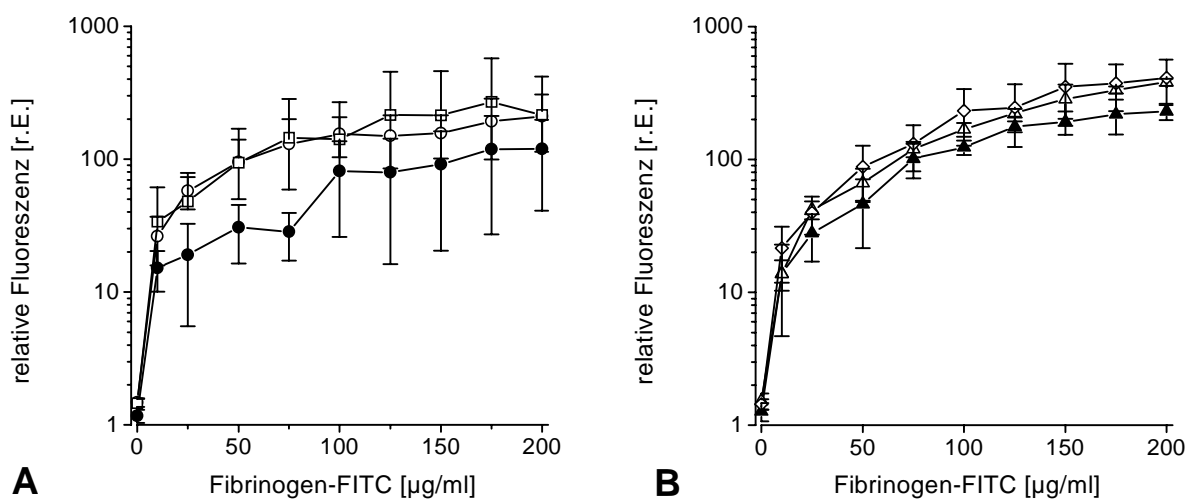 1000
100
10
1
relative Fluoreszenz [r.E.]
0 50 100 150 200
Fibrinogen-FITC [µg/ml]
A
1000
100
10
1
relative Fluoreszenz [r.E.]
0 50 100 150 200
Fibrinogen-FITC [µg/ml]
B